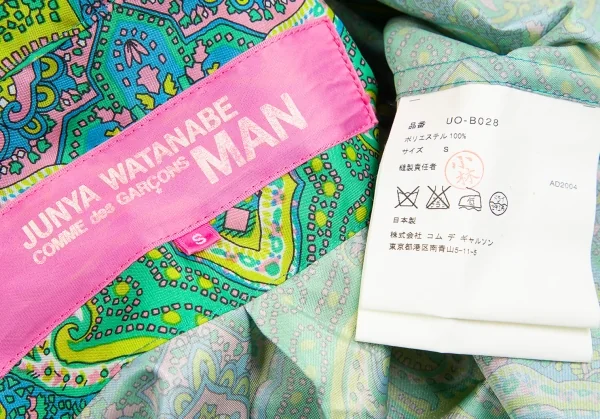 JUNYA WATANABE
COMME des GARÇONS
MAN
S
品番 UO-B028
ポリエステル 100%
サイズ S
縫製責任者
小林
AD2004
日本製
株式会社 コム デ ギャルソン
東京都港区南青山5-11-5